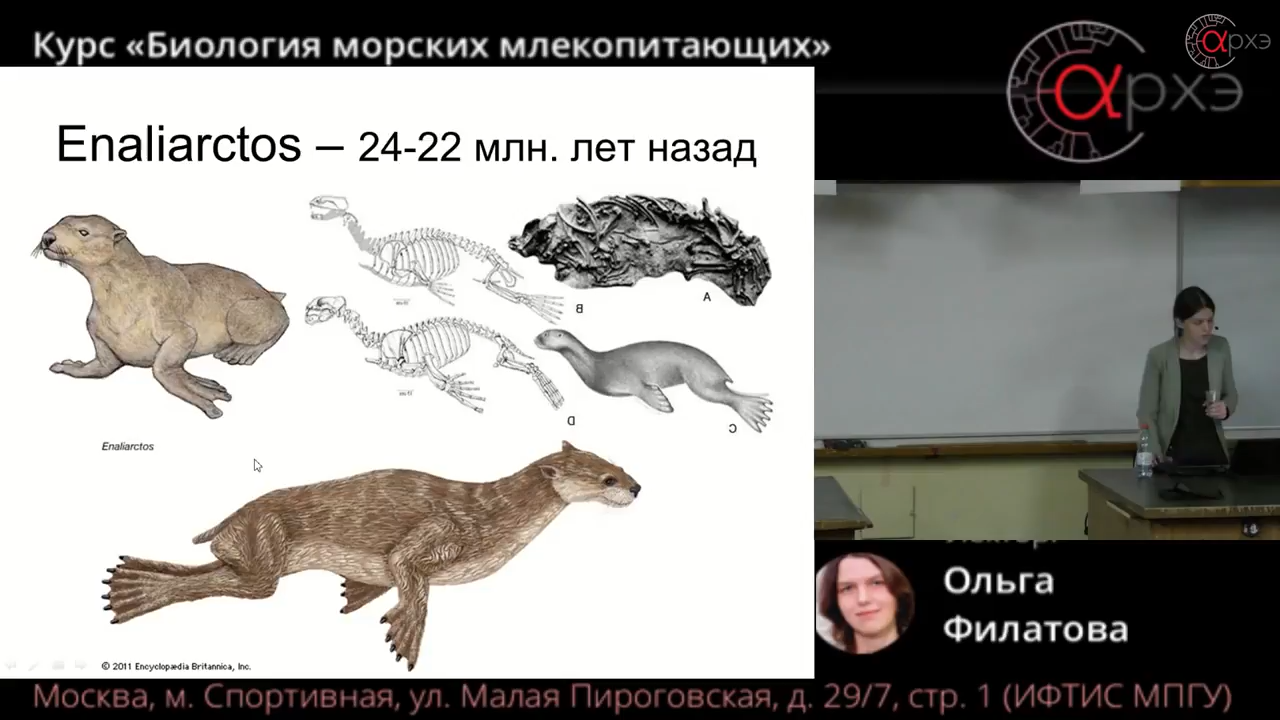 Курс «Биология морских млекопитающих»
αрхэ
αрхэ
Enaliarctos – 24-22 млн. лет назад
A
B
C
D
Enaliarctos
© 2011 Encyclopædia Britannica, Inc.
Ольга
Филатова
Москва, м. Спортивная, ул. Малая Пироговская, д. 29/7, стр. 1 (ИФТИС МПГУ)